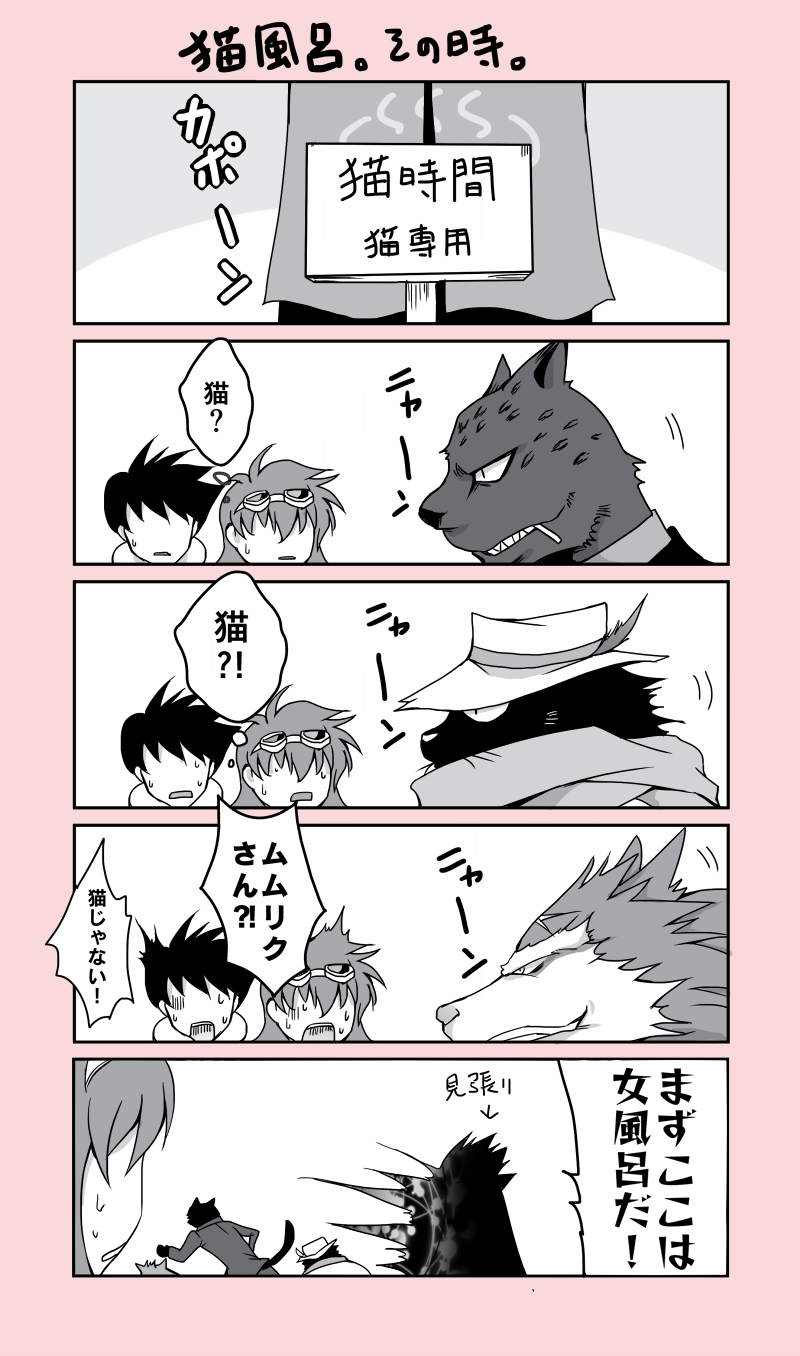 猫風呂。その時。
カポーン
猫時間
猫専用
猫?
ニャーン
猫?!
ニャーン
ムムリク
さん?!
猫じゃない!
ニャーン
まずここは
女風呂だ!
見張り